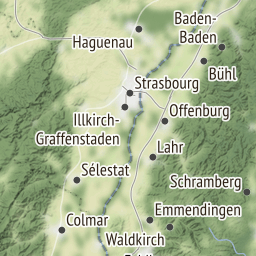 Baden-
Baden
Haguenau
Bühl
Strasbourg
Illkirch-
Graffenstaden
Offenburg
Lahr
Sélestat
Schramberg
Colmar
Emmendingen
Waldkirch